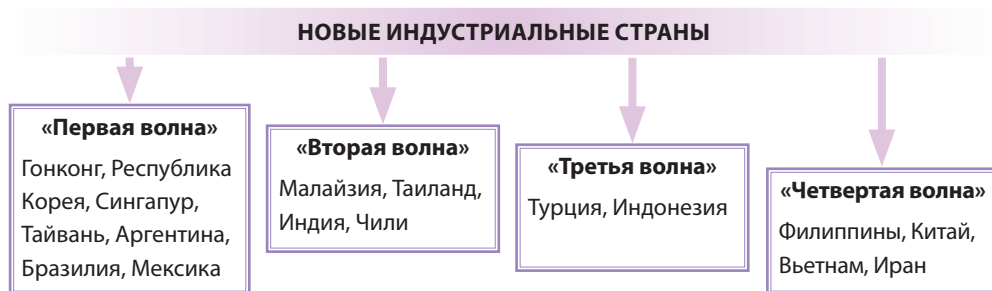 НОВЫЕ ИНДУСТРИАЛЬНЫЕ СТРАНЫ
«Первая волна»
Гонконг, Республика
Корея, Сингапур,
Тайвань, Аргентина,
Бразилия, Мексика
«Вторая волна»
Малайзия, Таиланд,
Индия, Чили
«Третья волна»
Турция, Индонезия
«Четвертая волна»
Филиппины, Китай,
Вьетнам, Иран